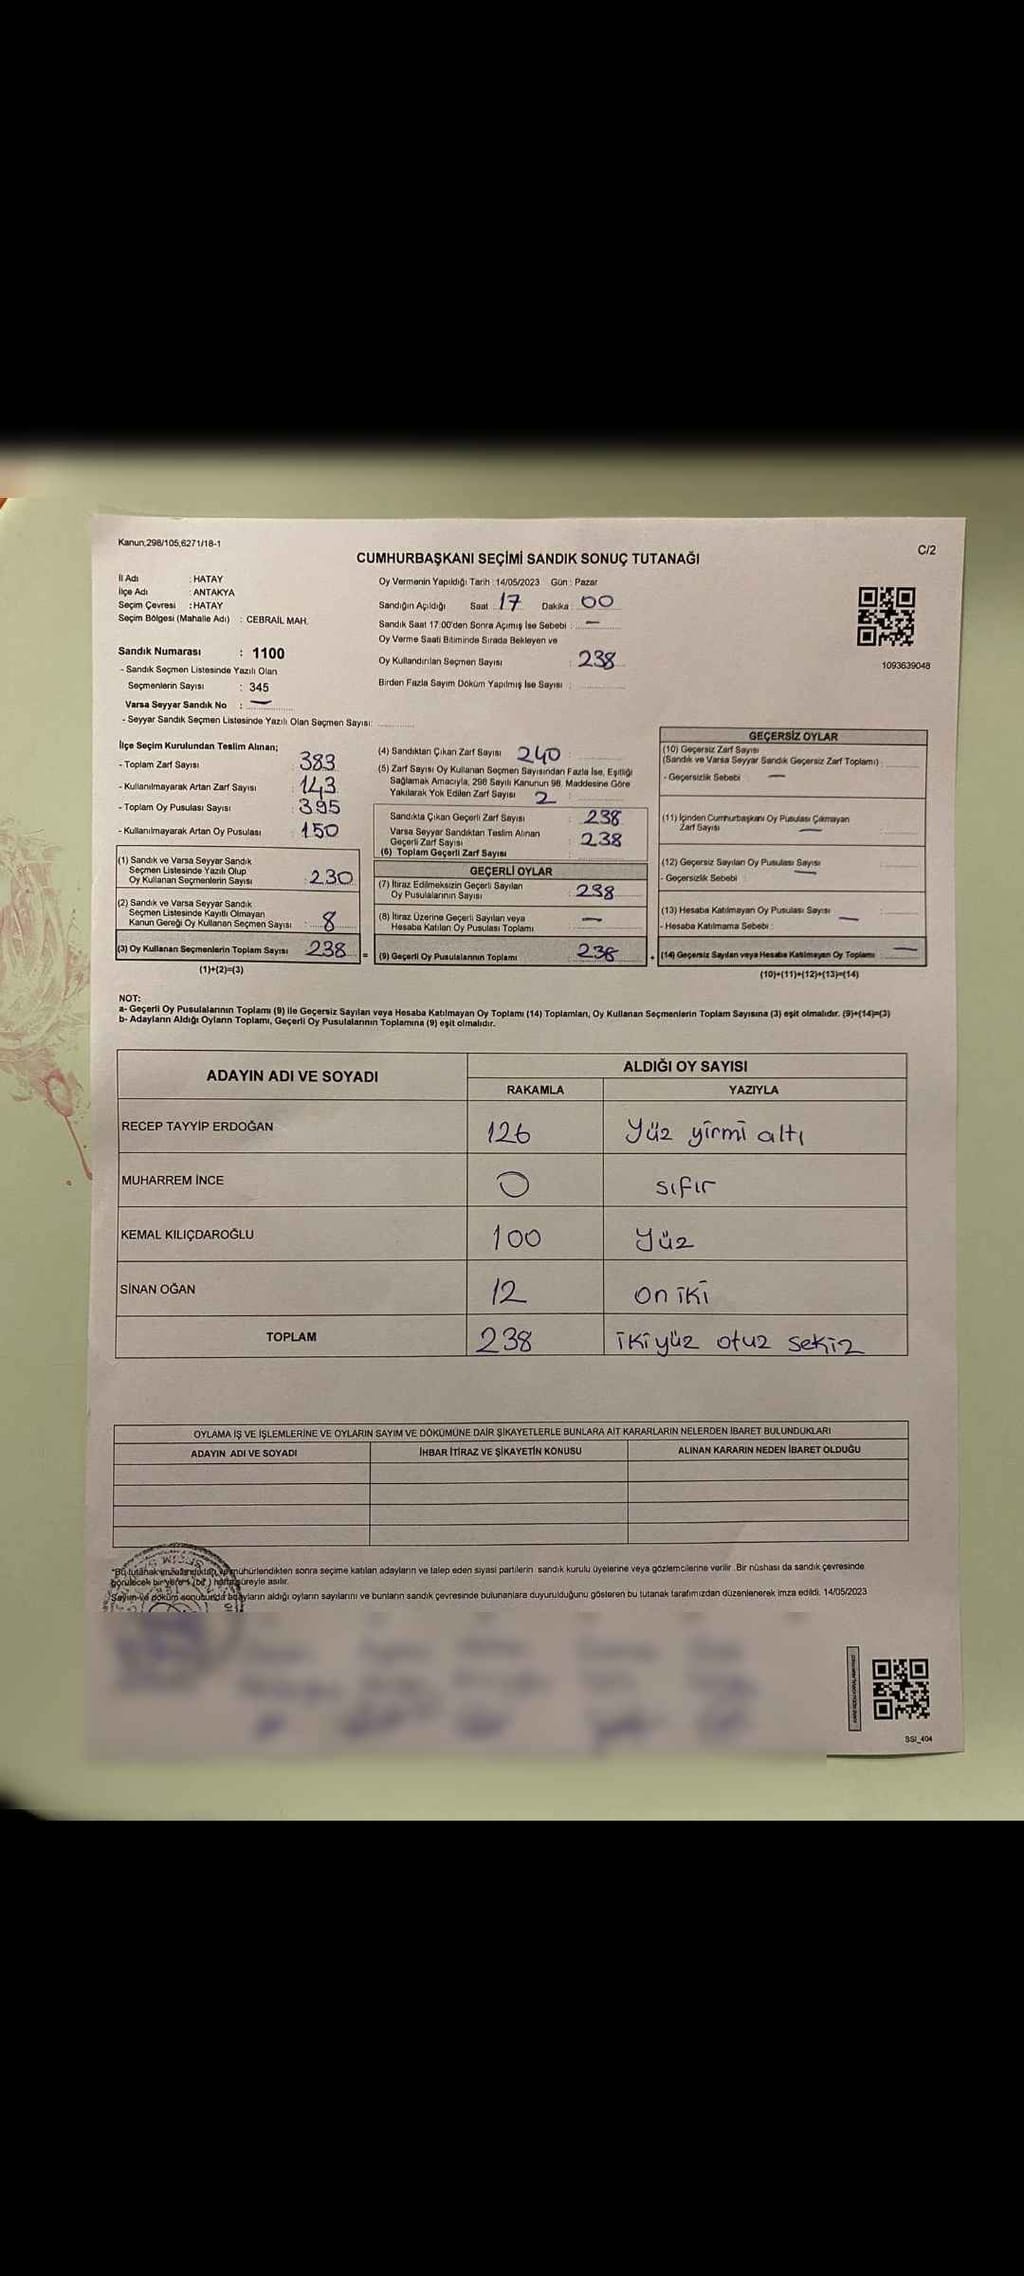 Kanun;298/105,6271/18-1
C/2
CUMHURBAŞKANI SEÇİMİ SANDIK SONUÇ TUTANAĞI
İl Adı : HATAY
İlçe Adı : ANTAKYA
Seçim Çevresi : HATAY
Seçim Bölgesi (Mahalle Adı) : CEBRAİL MAH.
Sandık Numarası : 1100
- Sandık Seçmen Listesinde Yazılı Olan
Seçmenlerin Sayısı : 345
Varsa Seyyar Sandık No : —
- Seyyar Sandık Seçmen Listesinde Yazılı Olan Seçmen Sayısı:
Oy Vermenin Yapıldığı Tarih : 14/05/2023 Gün : Pazar
Sandığın Açıldığı Saat : 17 Dakika : 00
Sandık Saat 17.00'den Sonra Açımış İse Sebebi : —
Oy Verme Saati Bitiminde Sırada Bekleyen ve
Oy Kullandırılan Seçmen Sayısı : 238
Birden Fazla Sayım Döküm Yapılmış İse Sayısı :
1093639048
İlçe Seçim Kurulundan Teslim Alınan;
- Toplam Zarf Sayısı : 383
- Kullanılmayarak Artan Zarf Sayısı : 143
- Toplam Oy Pusulası Sayısı : 395
- Kullanılmayarak Artan Oy Pusulası : 150
(1) Sandık ve Varsa Seyyar Sandık
Seçmen Listesinde Yazılı Olup
Oy Kullanan Seçmenlerin Sayısı : 230
(2) Sandık ve Varsa Seyyar Sandık
Seçmen Listesinde Kayıtlı Olmayan
Kanun Gereği Oy Kullanan Seçmen Sayısı : 8
(3) Oy Kullanan Seçmenlerin Toplam Sayısı : 238
(1)+(2)=(3)
(4) Sandıktan Çıkan Zarf Sayısı : 240
(5) Zarf Sayısı Oy Kullanan Seçmen Sayısından Fazla İse, Eşitliği
Sağlamak Amacıyla, 298 Sayılı Kanunun 98. Maddesine Göre
Yakılarak Yok Edilen Zarf Sayısı : 2
Sandıkta Çıkan Geçerli Zarf Sayısı : 238
Varsa Seyyar Sandıktan Teslim Alınan
Geçerli Zarf Sayısı : 238
(6) Toplam Geçerli Zarf Sayısı
GEÇERLİ OYLAR
(7) İtiraz Edilmeksizin Geçerli Sayılan
Oy Pusulalarının Sayısı : 238
(8) İtiraz Üzerine Geçerli Sayılan veya
Hesaba Katılan Oy Pusulası Toplamı : —
= (9) Geçerli Oy Pusulalarının Toplamı : 238
GEÇERSİZ OYLAR
(10) Geçersiz Zarf Sayısı
(Sandık ve Varsa Seyyar Sandık Geçersiz Zarf Toplamı) :
- Geçersizlik Sebebi : —
(11) İçinden Cumhurbaşkanı Oy Pusulası Çıkmayan
Zarf Sayısı : —
(12) Geçersiz Sayılan Oy Pusulası Sayısı : —
- Geçersizlik Sebebi :
(13) Hesaba Katılmayan Oy Pusulası Sayısı : —
- Hesaba Katılmama Sebebi :
+ (14) Geçersiz Sayılan veya Hesaba Katılmayan Oy Toplamı : —
(10)+(11)+(12)+(13)=(14)
NOT:
a- Geçerli Oy Pusulalarının Toplamı (9) ile Geçersiz Sayılan veya Hesaba Katılmayan Oy Toplamı (14) Toplamları, Oy Kullanan Seçmenlerin Toplam Sayısına (3) eşit olmalıdır. (9)+(14)=(3)
b- Adayların Aldığı Oyların Toplamı, Geçerli Oy Pusulalarının Toplamına (9) eşit olmalıdır.
ADAYIN ADI VE SOYADI
ALDIĞI OY SAYISI
RAKAMLA YAZIYLA
RECEP TAYYİP ERDOĞAN 126 Yüz yirmi altı
MUHARREM İNCE 0 sıfır
KEMAL KILIÇDAROĞLU 100 Yüz
SİNAN OĞAN 12 on iki
TOPLAM 238 iki yüz otuz sekiz
OYLAMA İŞ VE İŞLEMLERİNE VE OYLARIN SAYIM VE DÖKÜMÜNE DAİR ŞİKAYETLERLE BUNLARA AİT KARARLARIN NELERDEN İBARET BULUNDUKLARI
ADAYIN ADI VE SOYADI İHBAR İTİRAZ VE ŞİKAYETİN KONUSU ALINAN KARARIN NEDEN İBARET OLDUĞU
mühürlendikten sonra seçime katılan adayların ve talep eden siyasi partilerin sandık kurulu üyelerine veya gözlemcilerine verilir. Bir nüshası da sandık çevresinde
görülecek bir yere 1 (bir) hafta süreyle asılır.
Sayım ve döküm sonucunda adayların aldığı oyların sayılarını ve bunların sandık çevresinde bulunanlara duyurulduğunu gösteren bu tutanak tarafımızdan düzenlenerek imza edildi. 14/05/2023
SSI_404